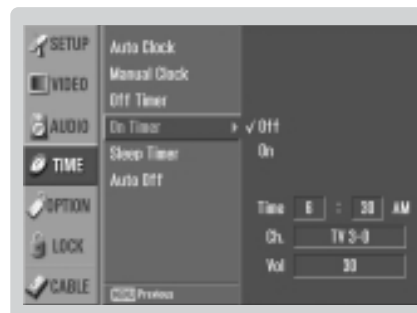 SETUP
VIDEO
AUDIO
TIME
OPTION
LOCK
CABLE
Auto Clock
Manual Clock
Off Timer
On Timer
Sleep Timer
Auto Off
MENU Previous
√ Off
On
Time 6 : 30 AM
Ch. TV 3-0
Vol 30